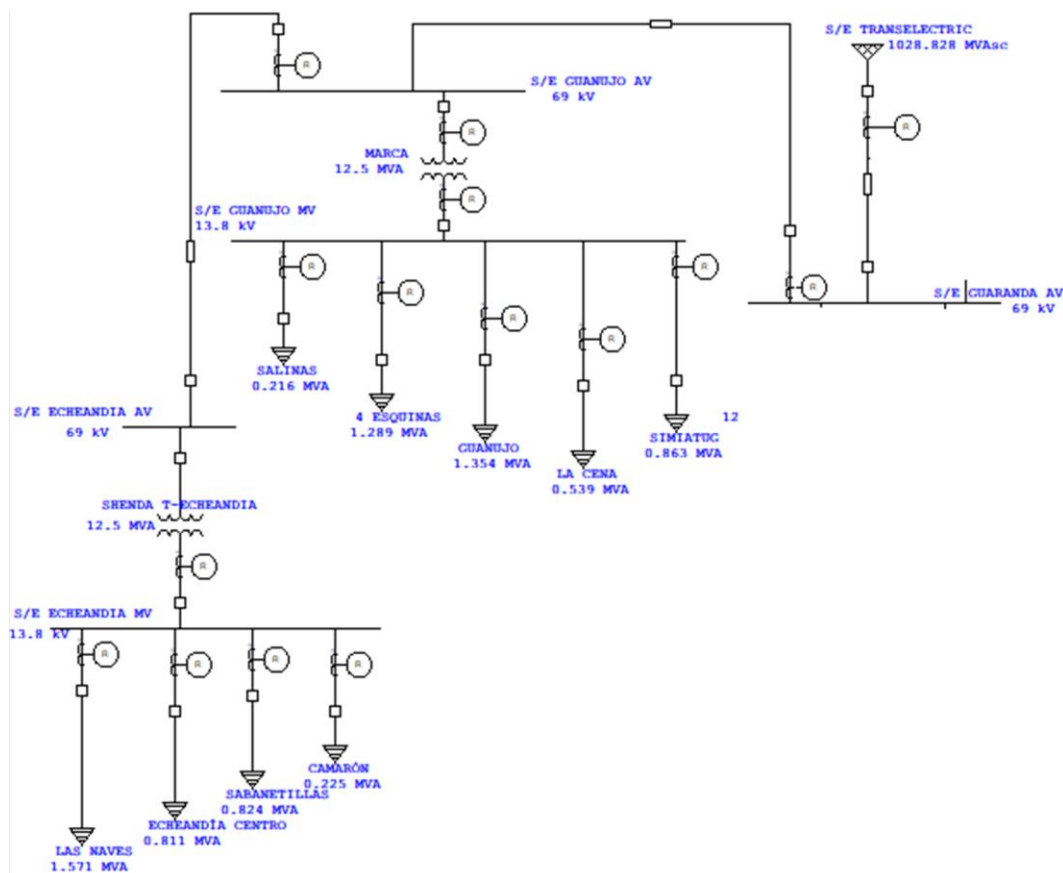 S/E TRANSELECTRIC
1028.828 MVAsc
R
R
S/E GUANUJO AV
69 kV
R
MARCA
12.5 MVA
R
S/E GUANUJO MV
13.8 kV
R
R
R
R
R
R
S/E GUARANDA AV
69 kV
SALINAS
0.216 MVA
4 ESQUINAS
1.289 MVA
GUANUJO
1.354 MVA
LA CENA
0.539 MVA
12
SIMIATUG
0.863 MVA
S/E ECHEANDIA AV
69 kV
SHENDA T-ECHEANDIA
12.5 MVA
R
S/E ECHEANDIA MV
13.8 kV
R
R
R
R
CAMARÓN
0.225 MVA
SABANETILLAS
0.824 MVA
ECHEANDÍA CENTRO
0.811 MVA
LAS NAVES
1.571 MVA